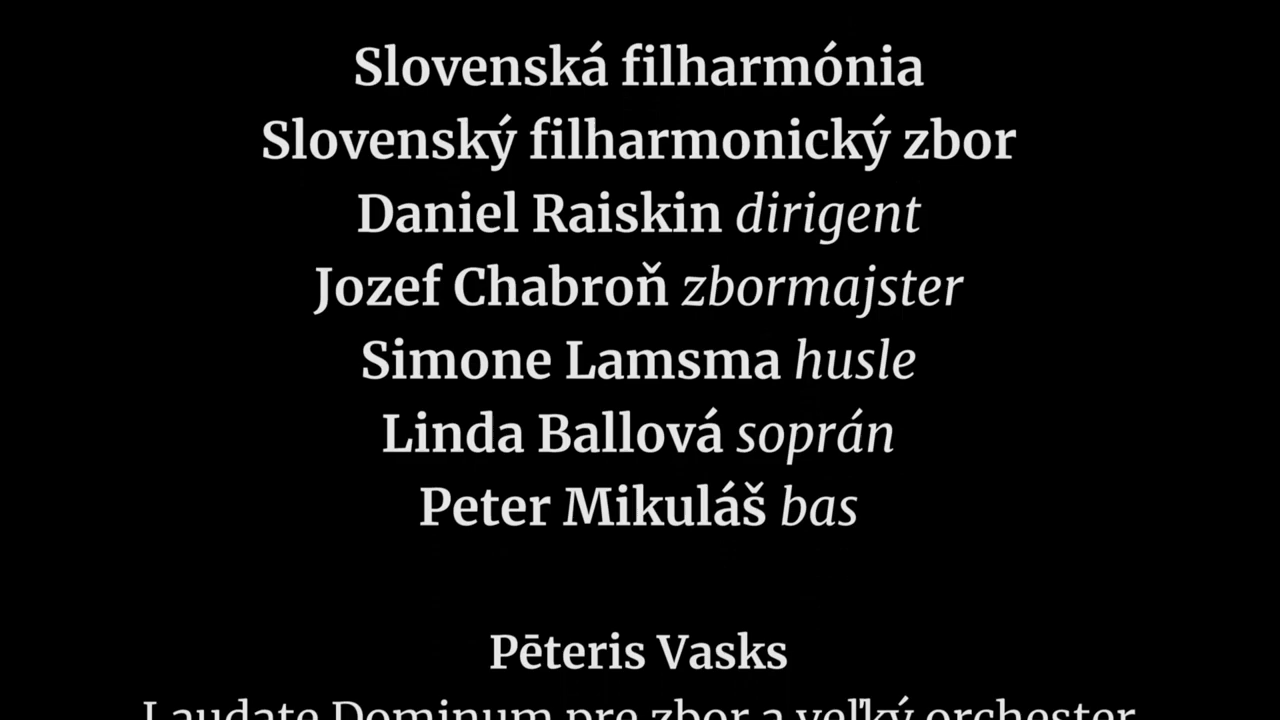 Slovenská filharmónia
Slovenský filharmonický zbor
Daniel Raiskin dirigent
Jozef Chabroň zbormajster
Simone Lamsma husle
Linda Ballová soprán
Peter Mikuláš bas
Pēteris Vasks
Laudate Dominum pre zbor a veľký orchester